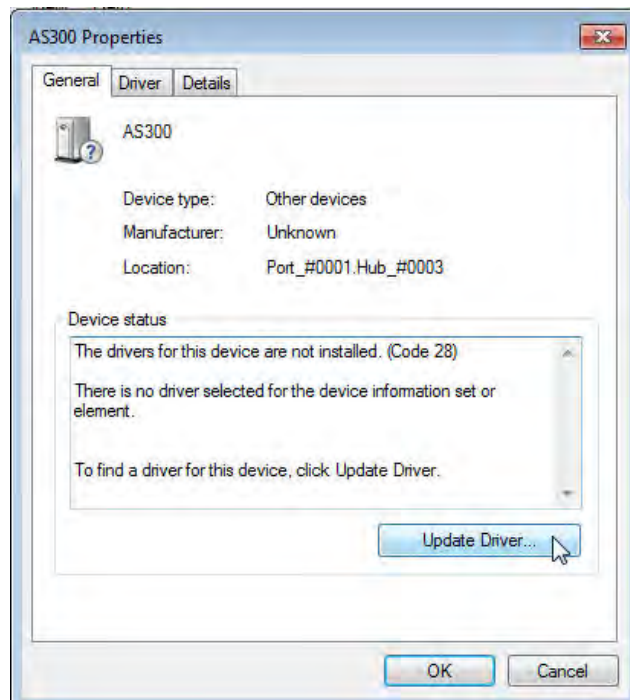 AS300 Properties
General Driver Details
AS300
Device type: Other devices
Manufacturer: Unknown
Location: Port_#0001.Hub_#0003
Device status
The drivers for this device are not installed. (Code 28)
There is no driver selected for the device information set or
element.
To find a driver for this device, click Update Driver.
Update Driver...
OK Cancel